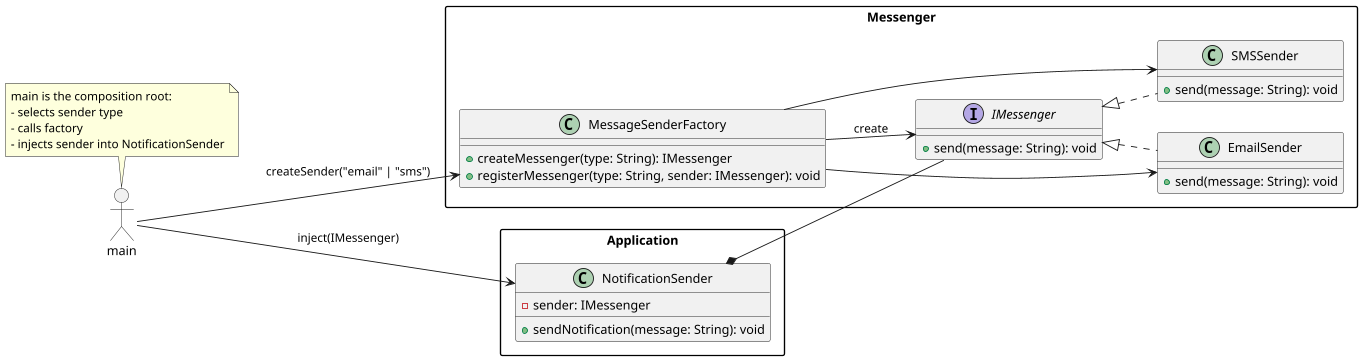 Messenger
main is the composition root:
- selects sender type
- calls factory
- injects sender into NotificationSender
main
createSender("email" | "sms")
inject(IMessenger)
C MessageSenderFactory
createMessenger(type: String): IMessenger
registerMessenger(type: String, sender: IMessenger): void
create
I IMessenger
send(message: String): void
C SMSSender
send(message: String): void
C EmailSender
send(message: String): void
Application
C NotificationSender
sender: IMessenger
sendNotification(message: String): void